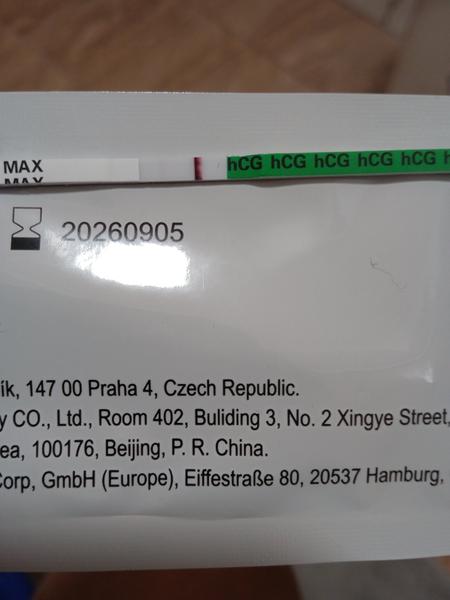 MAX
MAX
hCG hCG hCG hCG hCG
20260905
ík, 147 00 Praha 4, Czech Republic.
y CO., Ltd., Room 402, Buliding 3, No. 2 Xingye Street,
ea, 100176, Beijing, P. R. China.
Corp, GmbH (Europe), Eiffestraße 80, 20537 Hamburg,